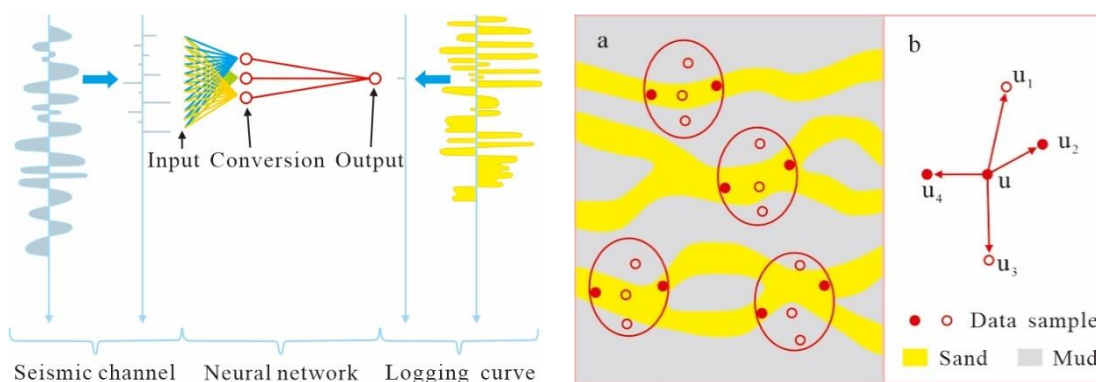 Input Conversion Output
Seismic channel Neural network Logging curve
a
b
u1
u2
u
u4
u3
Data sample
Sand Mud